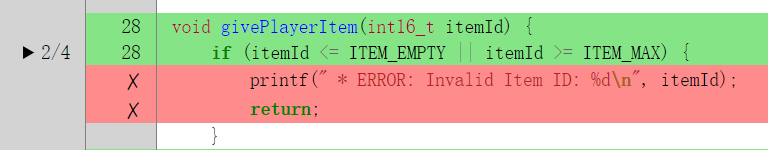 28 void givePlayerItem(int16_t itemId) {
▶ 2/4 28 if (itemId <= ITEM_EMPTY || itemId >= ITEM_MAX) {
✗ printf(" * ERROR: Invalid Item ID: %d\n", itemId);
✗ return;
}